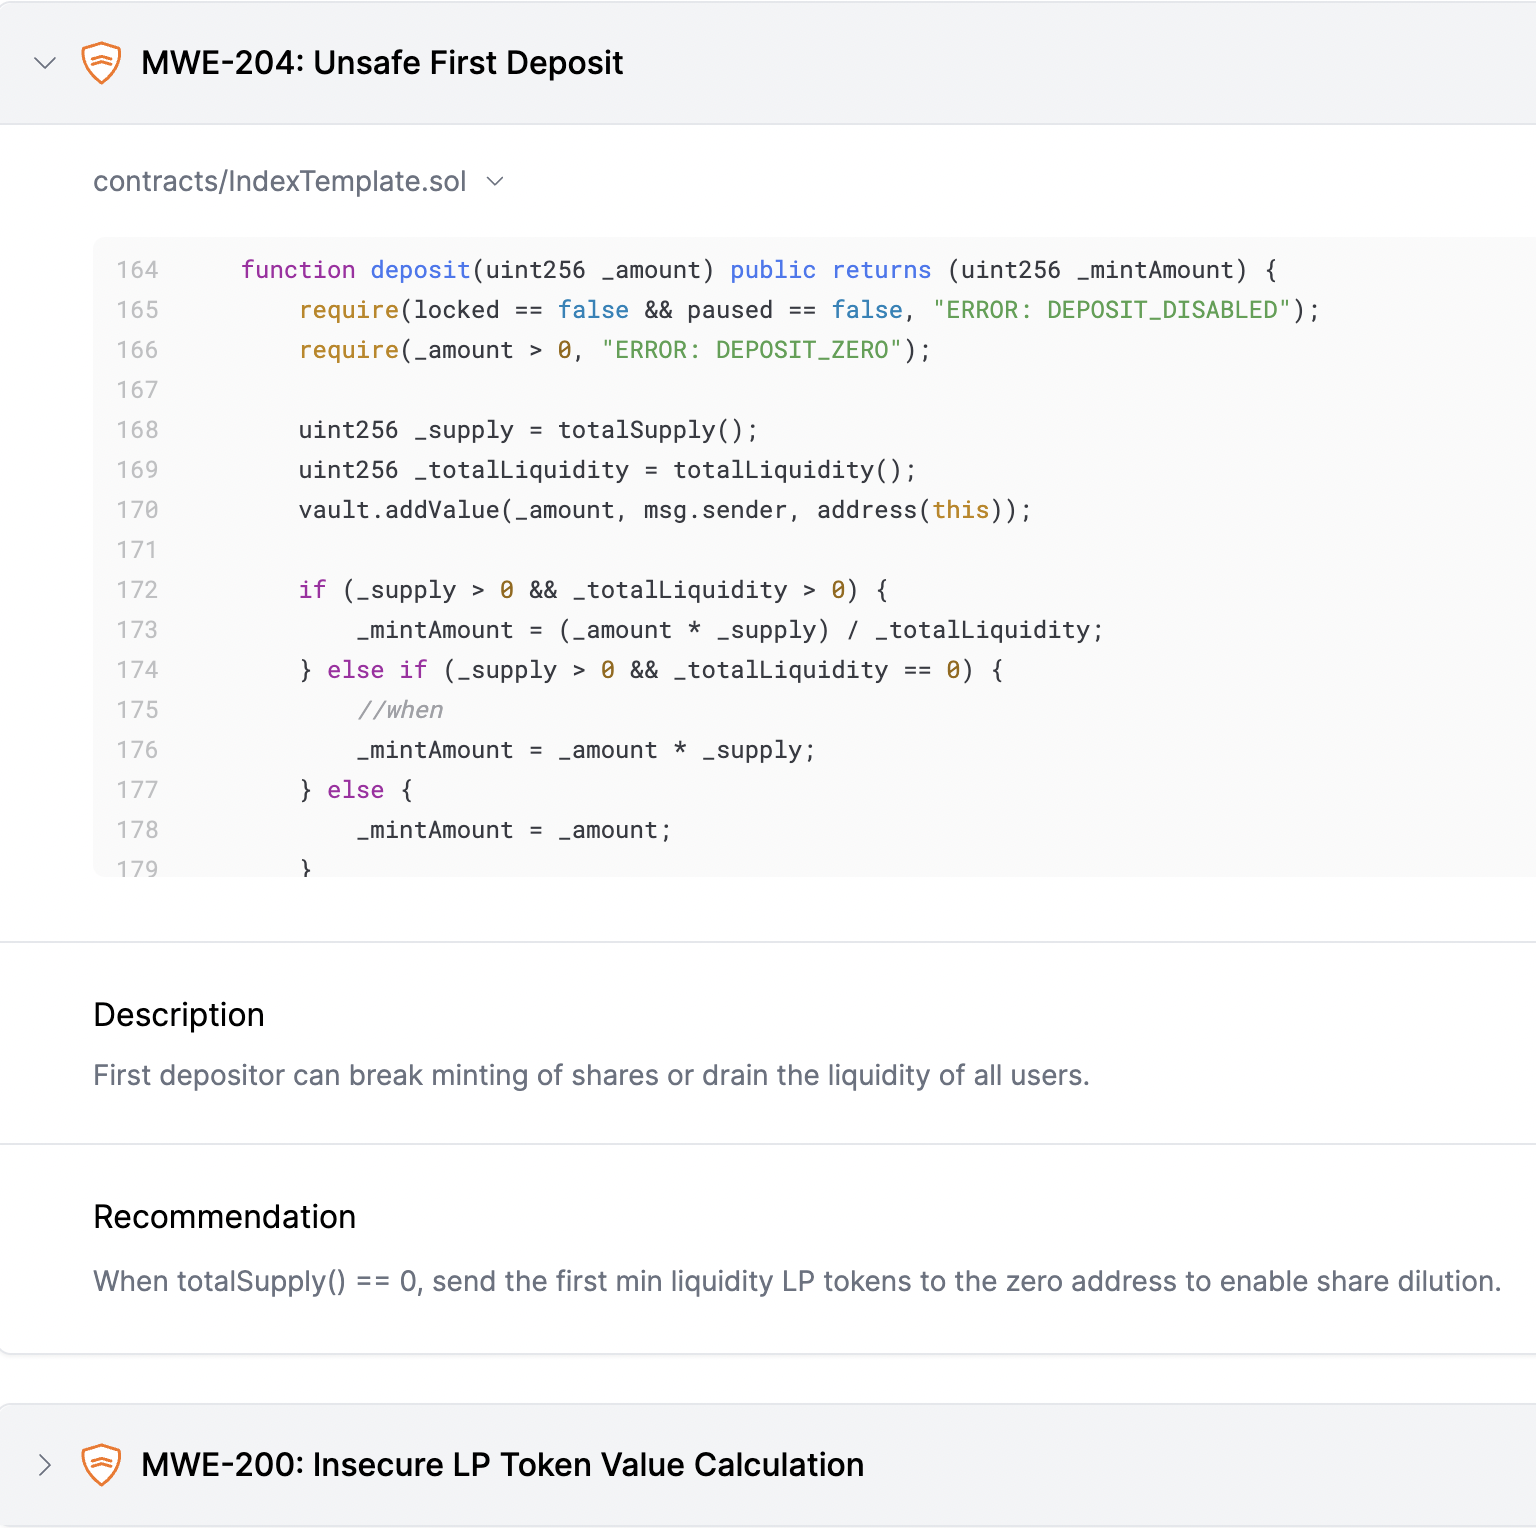 MWE-204: Unsafe First Deposit
contracts/IndexTemplate.sol
164 function deposit(uint256 _amount) public returns (uint256 _mintAmount) {
165 require(locked == false && paused == false, "ERROR: DEPOSIT_DISABLED");
166 require(_amount > 0, "ERROR: DEPOSIT_ZERO");
167
168 uint256 _supply = totalSupply();
169 uint256 _totalLiquidity = totalLiquidity();
170 vault.addValue(_amount, msg.sender, address(this));
171
172 if (_supply > 0 && _totalLiquidity > 0) {
173 _mintAmount = (_amount * _supply) / _totalLiquidity;
174 } else if (_supply > 0 && _totalLiquidity == 0) {
175 //when
176 _mintAmount = _amount * _supply;
177 } else {
178 _mintAmount = _amount;
179 }
Description
First depositor can break minting of shares or drain the liquidity of all users.
Recommendation
When totalSupply() == 0, send the first min liquidity LP tokens to the zero address to enable share dilution.
MWE-200: Insecure LP Token Value Calculation